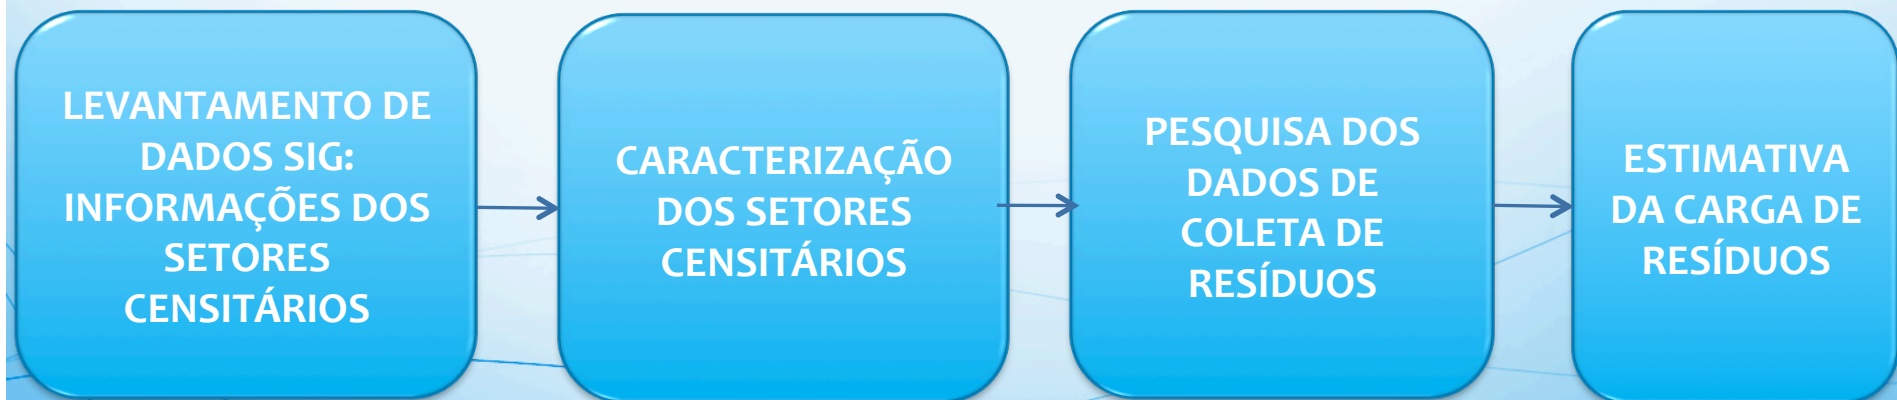 LEVANTAMENTO DE
DADOS SIG:
INFORMAÇÕES DOS
SETORES
CENSITÁRIOS
CARACTERIZAÇÃO
DOS SETORES
CENSITÁRIOS
PESQUISA DOS
DADOS DE
COLETA DE
RESÍDUOS
ESTIMATIVA
DA CARGA DE
RESÍDUOS